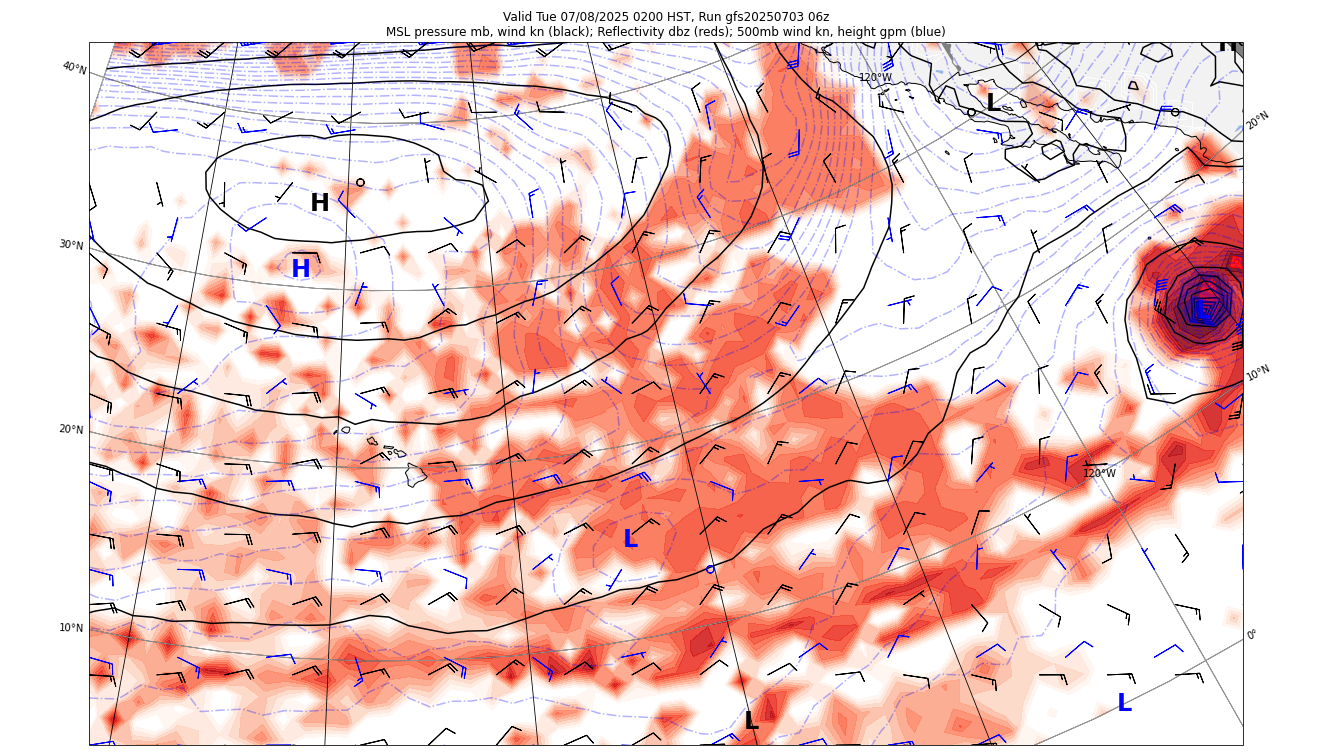 Valid Tue 07/08/2025 0200 HST, Run gfs20250703 06z
MSL pressure mb, wind kn (black); Reflectivity dbz (reds); 500mb wind kn, height gpm (blue)
H
40°N
120°W
L
20°N
H
30°N
H
10°N
20°N
120°W
L
10°N
0°
L
L